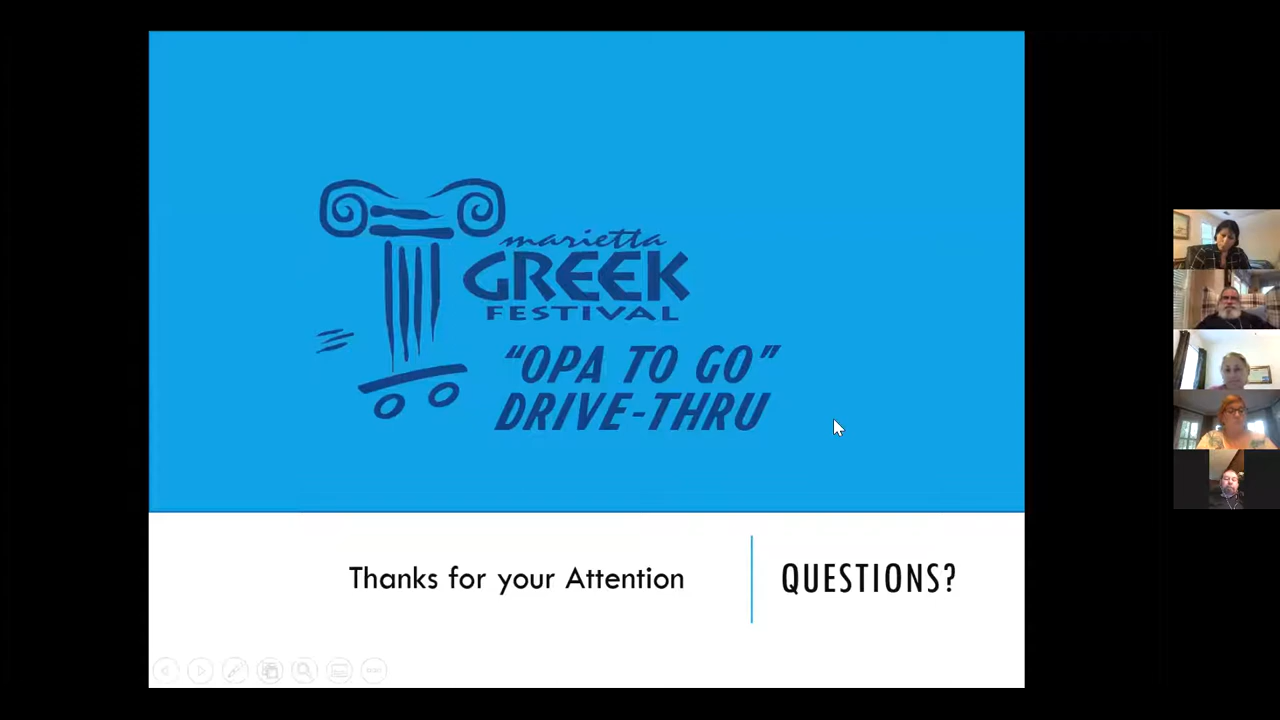 marietta
GREEK
FESTIVAL
“OPA TO GO”
DRIVE-THRU
Thanks for your Attention
QUESTIONS?